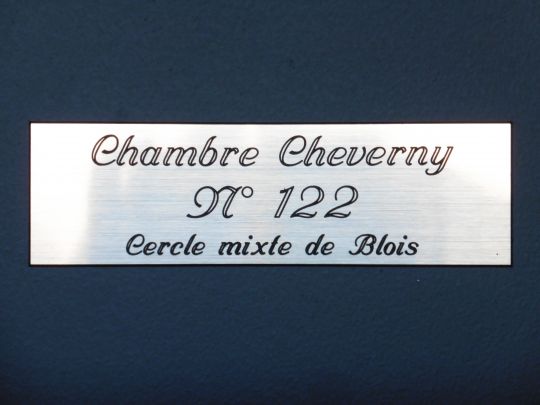 Chambre Cheverny
N° 122
Cercle mixte de Blois